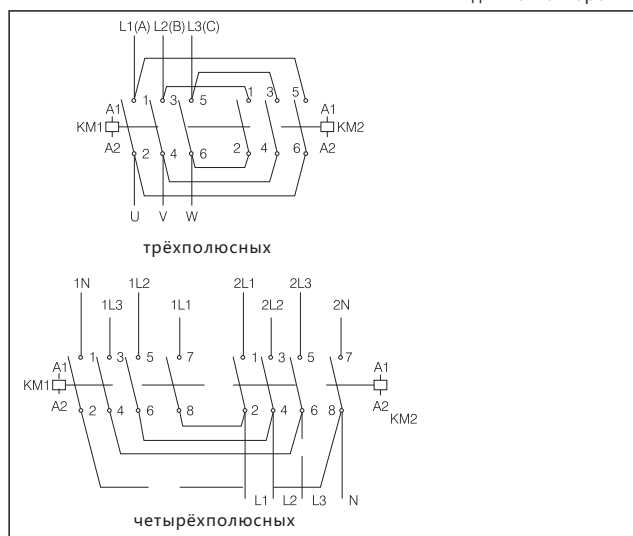 L1(A) L2(B) L3(C)
1 3 5 1 3 5
A1 A1
KM1 KM2
A2 A2
2 4 6 2 4 6
U V W
трёхполюсных
1N 1L2 2L1 2L3
1L3 1L1 2L2 2N
1 3 5 7 1 3 5 7
A1 A1
KM1
A2 A2
2 4 6 8 2 4 6 8
KM2
L1 L2 L3 N
четырёхполюсных